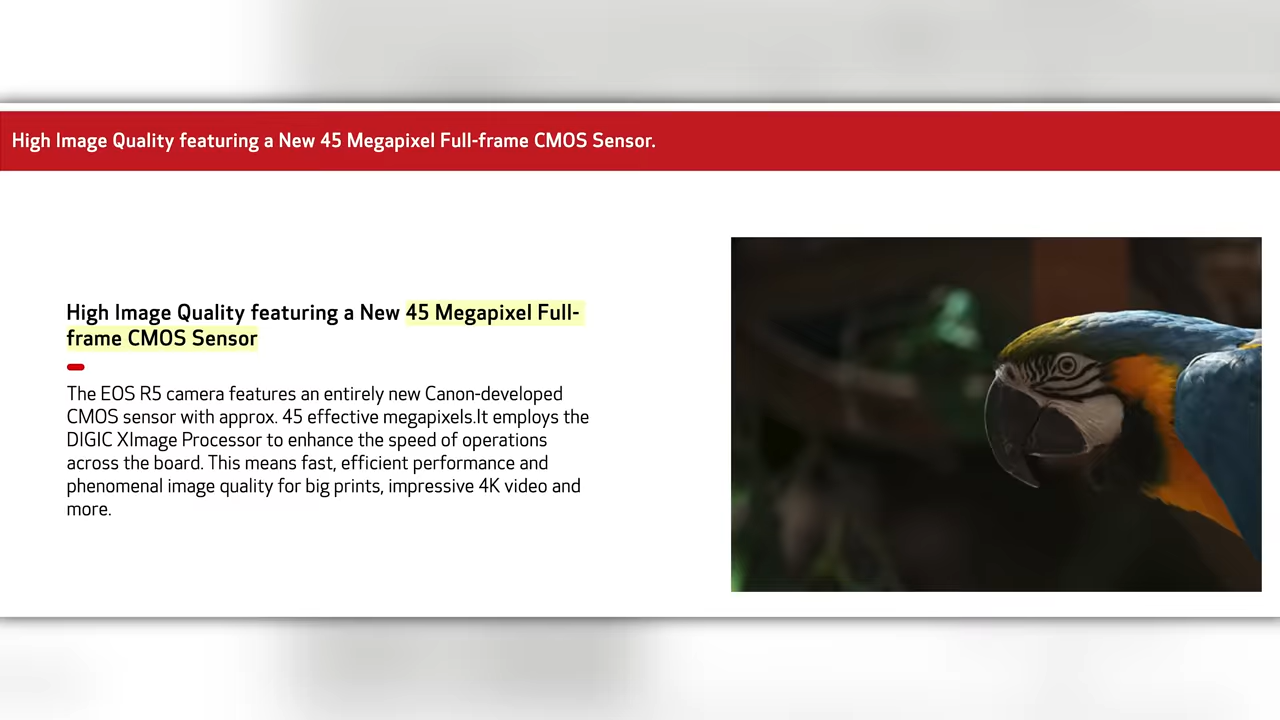 High Image Quality featuring a New 45 Megapixel Full-frame CMOS Sensor.
High Image Quality featuring a New 45 Megapixel Full-
frame CMOS Sensor
The EOS R5 camera features an entirely new Canon-developed
CMOS sensor with approx. 45 effective megapixels.It employs the
DIGIC XImage Processor to enhance the speed of operations
across the board. This means fast, efficient performance and
phenomenal image quality for big prints, impressive 4K video and
more.